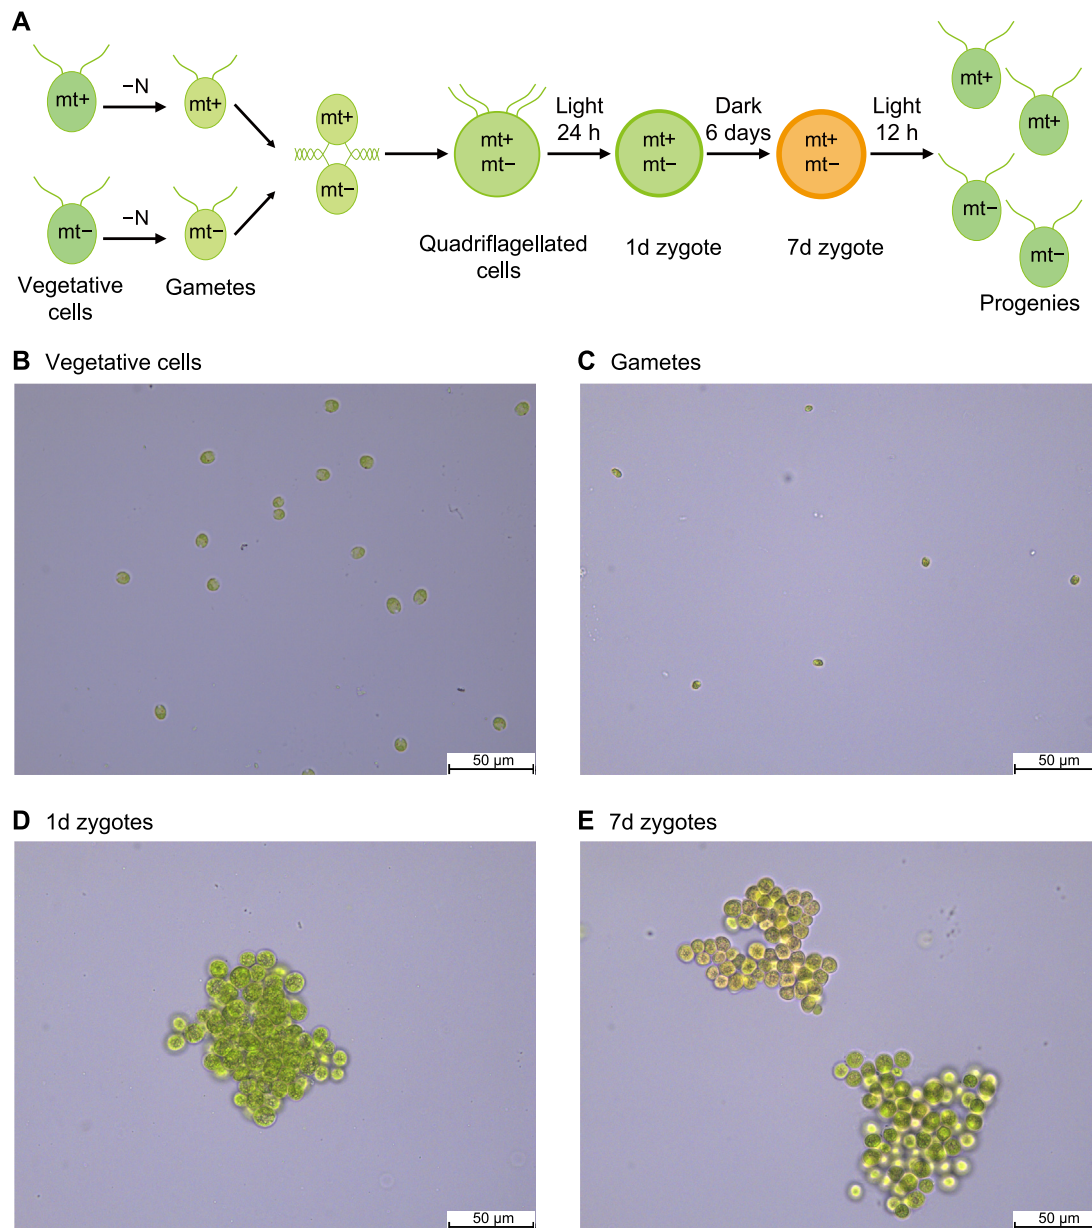 A
mt+
−N
mt+
mt+
mt−
mt−
−N
mt−
Vegetative
cells
Gametes
mt+
mt−
Quadriflagellated
cells
Light
24 h
mt+
mt−
1d zygote
Dark
6 days
mt+
mt−
7d zygote
Light
12 h
mt+
mt+
mt−
mt−
Progenies
B Vegetative cells
50 µm
C Gametes
50 µm
D 1d zygotes
50 µm
E 7d zygotes
50 µm